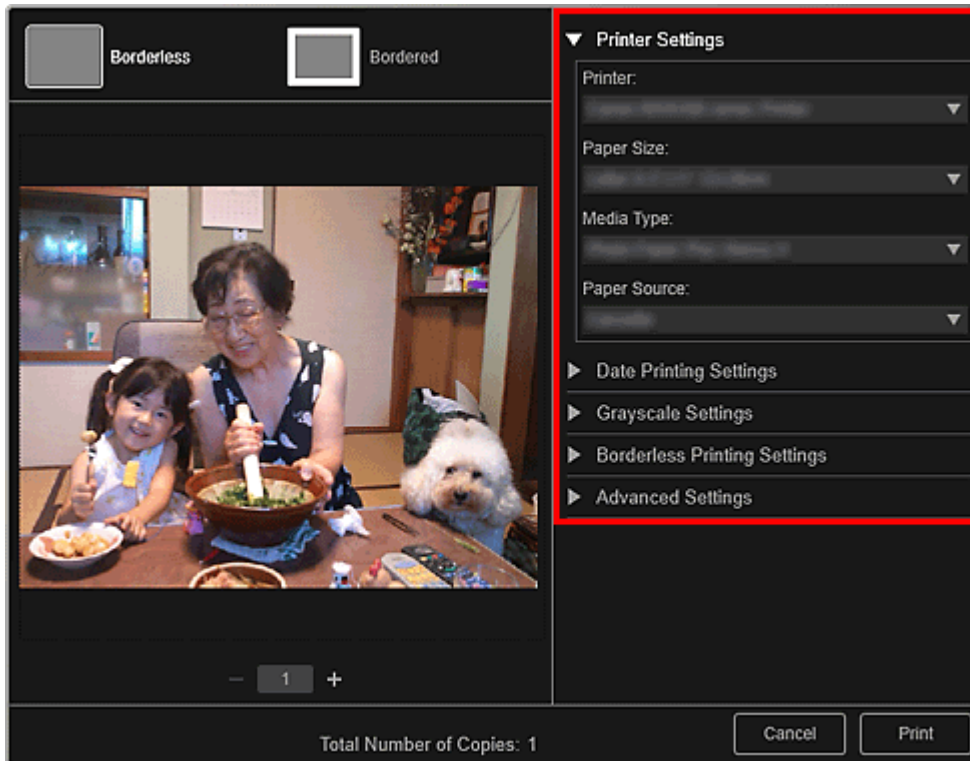 Borderless
Bordered
Printer Settings
Printer:
Paper Size:
Media Type:
Paper Source:
Date Printing Settings
Grayscale Settings
Borderless Printing Settings
Advanced Settings
1
Total Number of Copies: 1
Cancel
Print